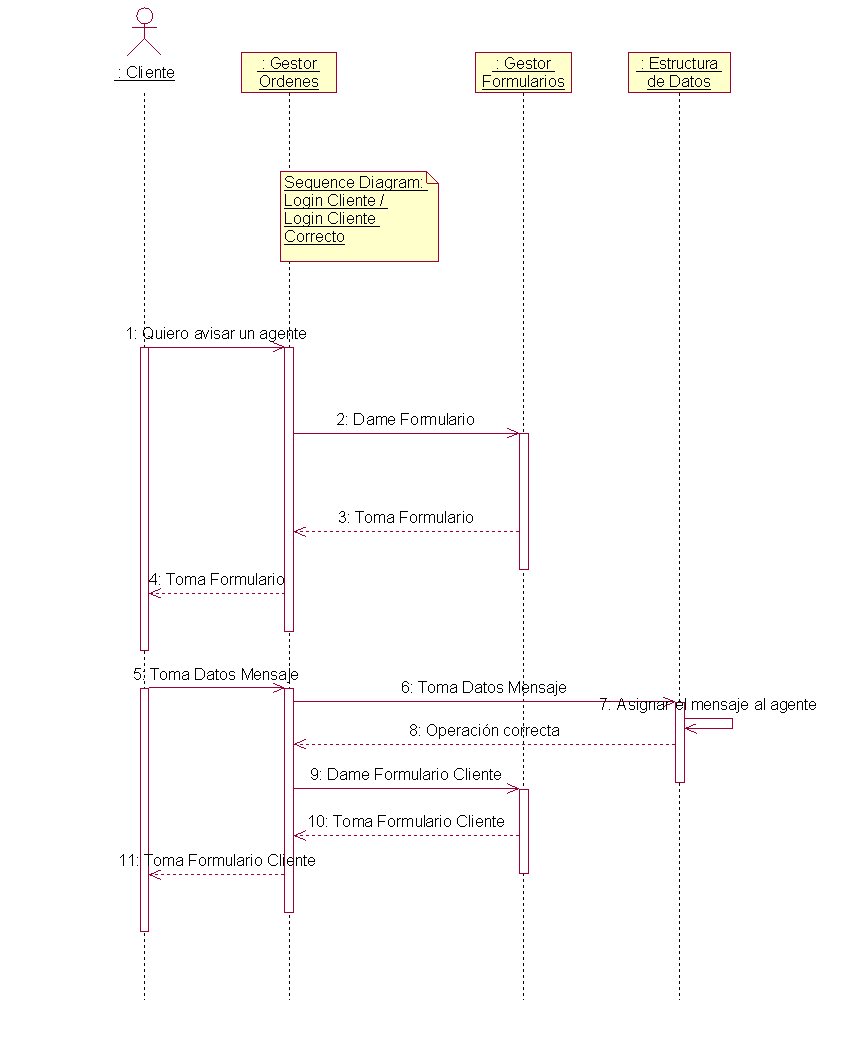 : Cliente
: Gestor
Ordenes
: Gestor
Formularios
: Estructura
de Datos
Sequence Diagram:
Login Cliente /
Login Cliente
Correcto
1: Quiero avisar un agente
2: Dame Formulario
3: Toma Formulario
4: Toma Formulario
5: Toma Datos Mensaje
6: Toma Datos Mensaje
7: Asignar el mensaje al agente
8: Operación correcta
9: Dame Formulario Cliente
10: Toma Formulario Cliente
11: Toma Formulario Cliente